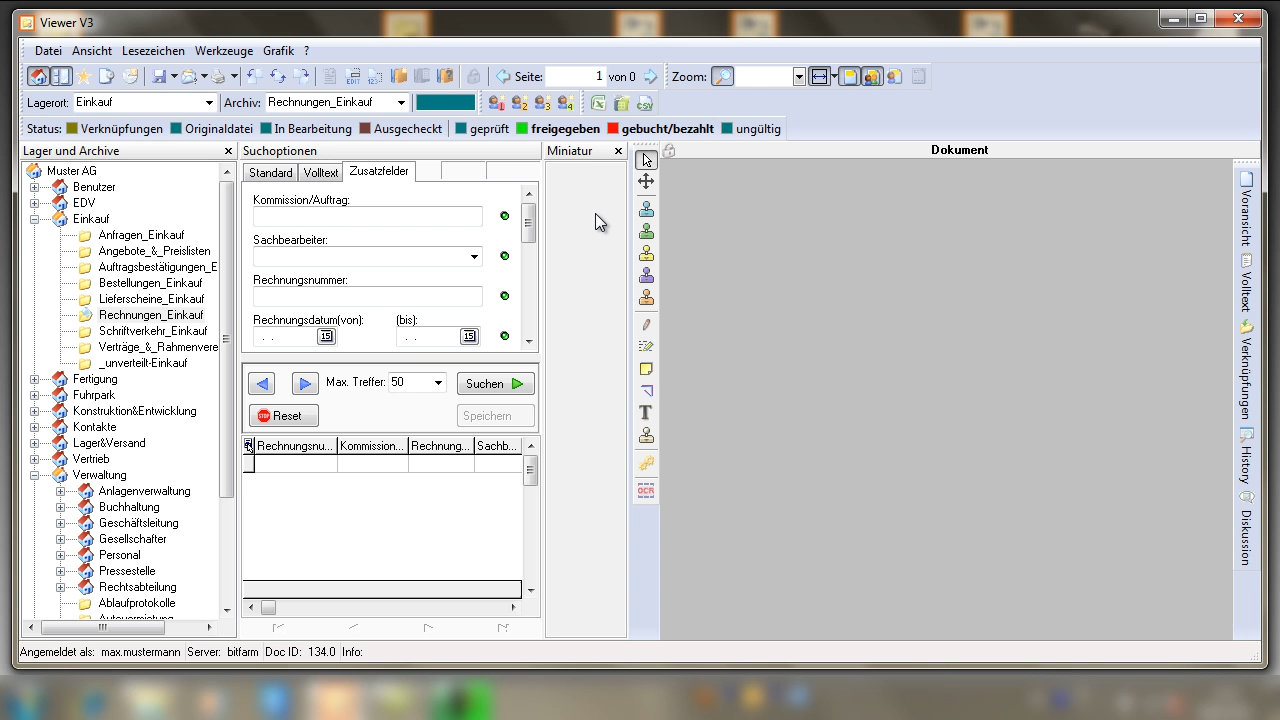 Viewer V3
Datei Ansicht Lesezeichen Werkzeuge Grafik ?
Seite: 1 von 0 Zoom:
Lagerort: Einkauf Archiv: Rechnungen_Einkauf
Status: Verknüpfungen Originaldatei In Bearbeitung Ausgecheckt geprüft freigegeben gebucht/bezahlt ungültig
Lager und Archive
Muster AG
Benutzer
EDV
Einkauf
Anfragen_Einkauf
Angebote_&_Preislisten
Auftragsbestätigungen_E
Bestellungen_Einkauf
Lieferscheine_Einkauf
Rechnungen_Einkauf
Schriftverkehr_Einkauf
Verträge_&_Rahmenvere
_unverteilt-Einkauf
Fertigung
Fuhrpark
Konstruktion&Entwicklung
Kontakte
Lager&Versand
Vertrieb
Verwaltung
Anlagenverwaltung
Buchhaltung
Geschäftsleitung
Gesellschafter
Personal
Pressestelle
Rechtsabteilung
Ablaufprotokolle
Suchoptionen
Standard Volltext Zusatzfelder
Kommission/Auftrag:
Sachbearbeiter:
Rechnungsnummer:
Rechnungsdatum(von): (bis):
. . 15 . . 15
Max. Treffer: 50 Suchen
STOP Reset Speichern
Rechnungsnu... Kommission... Rechnung... Sachb...
Miniatur
T
OCR
Dokument
Voransicht
Volltext
Verknüpfungen
History
Diskussion
Angemeldet als: max.mustermann Server: bitfarm Doc ID: 134.0 Info: